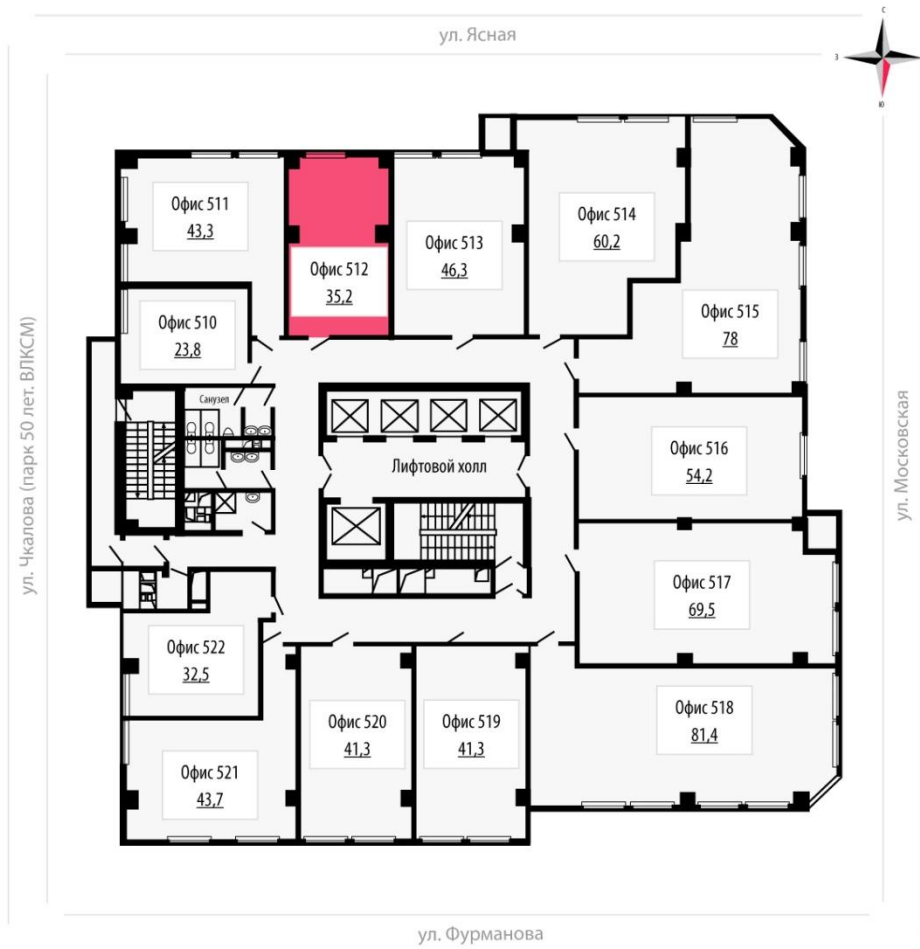 ул. Ясная
С
З
Ю
Офис 511
43,3
Офис 512
35,2
Офис 513
46,3
Офис 514
60,2
Офис 515
78
Офис 510
23,8
Санузел
Лифтовой холл
Офис 516
54,2
Офис 517
69,5
Офис 522
32,5
Офис 521
43,7
Офис 520
41,3
Офис 519
41,3
Офис 518
81,4
ул. Чкалова (парк 50 лет. ВЛКСМ)
ул. Московская
ул. Фурманова